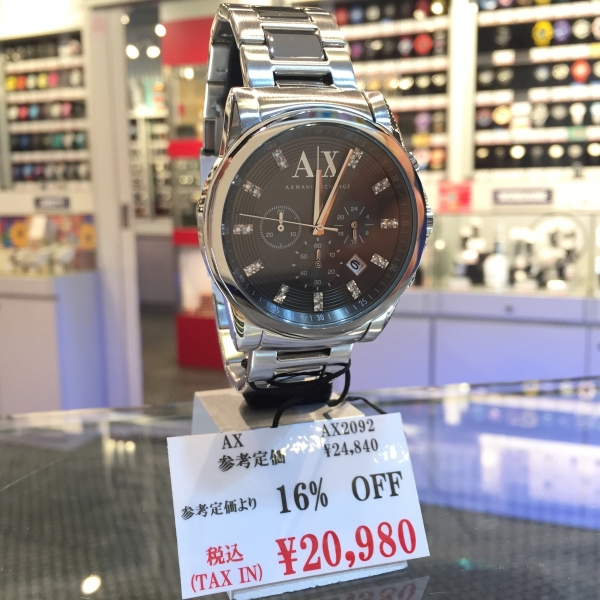 A|X
ARMANI EXCHANGE
AX AX2092
参考定価 ¥24,840
参考定価より 16% OFF
税込
(TAX IN) ¥20,980